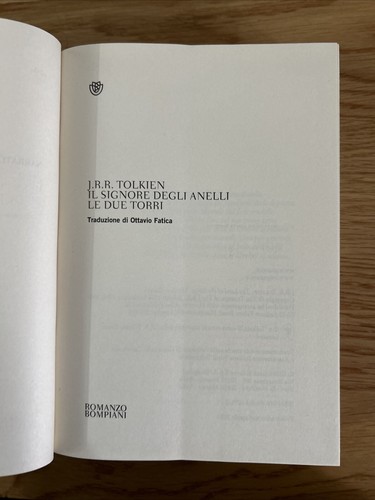 J.R.R. TOLKIEN
IL SIGNORE DEGLI ANELLI
LE DUE TORRI
Traduzione di Ottavio Fatica
ROMANZO
BOMPIANI